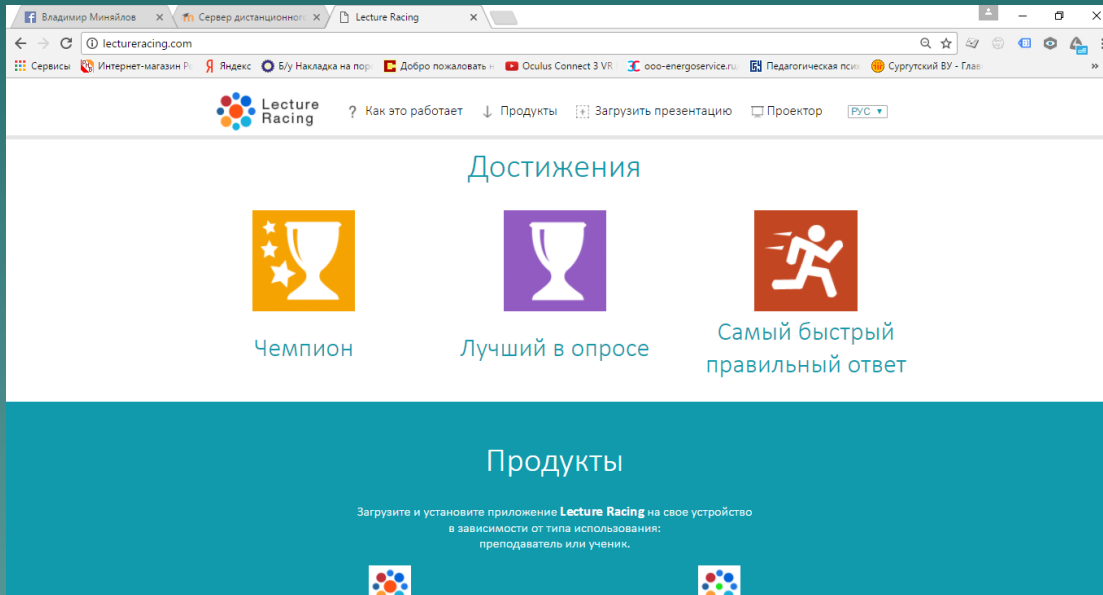 Владимир Миняйлов
Сервер дистанционного
Lecture Racing
lectureracing.com
Сервисы Интернет-магазин Р Яндекс Б/у Накладка на пор Добро пожаловать Oculus Connect 3 VR ooo-energoservice.ru Педагогическая пси Сургутский ВУ - Глав »
Lecture
Racing
? Как это работает Продукты Загрузить презентацию Проектор РУС
Достижения
Чемпион
Лучший в опросе
Самый быстрый
правильный ответ
Продукты
Загрузите и установите приложение Lecture Racing на свое устройство
в зависимости от типа использования:
преподаватель или ученик.